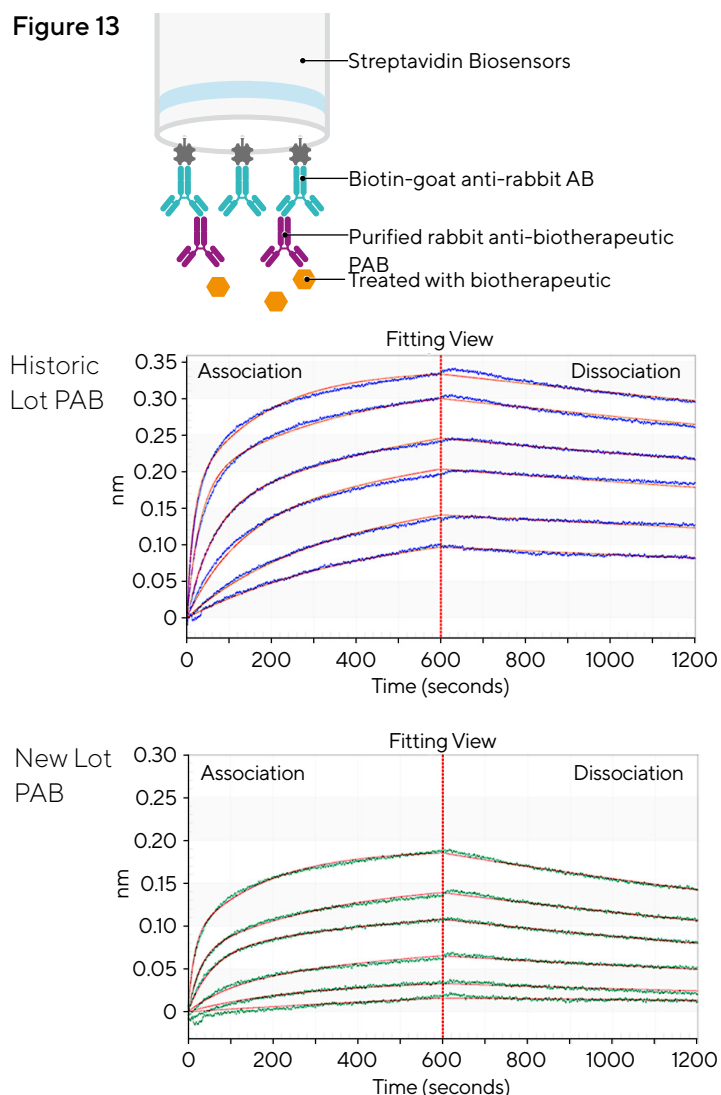 Figure 13
Streptavidin Biosensors
Biotin-goat anti-rabbit AB
Purified rabbit anti-biotherapeutic
PAB
Treated with biotherapeutic
Historic
Lot PAB
Fitting View
Association
Dissociation
nm
0.35
0.30
0.25
0.20
0.15
0.10
0.05
0
0 200 400 600 800 1000 1200
Time (seconds)
New Lot
PAB
Fitting View
Association
Dissociation
nm
0.30
0.25
0.20
0.15
0.10
0.05
0
0 200 400 600 800 1000 1200
Time (seconds)